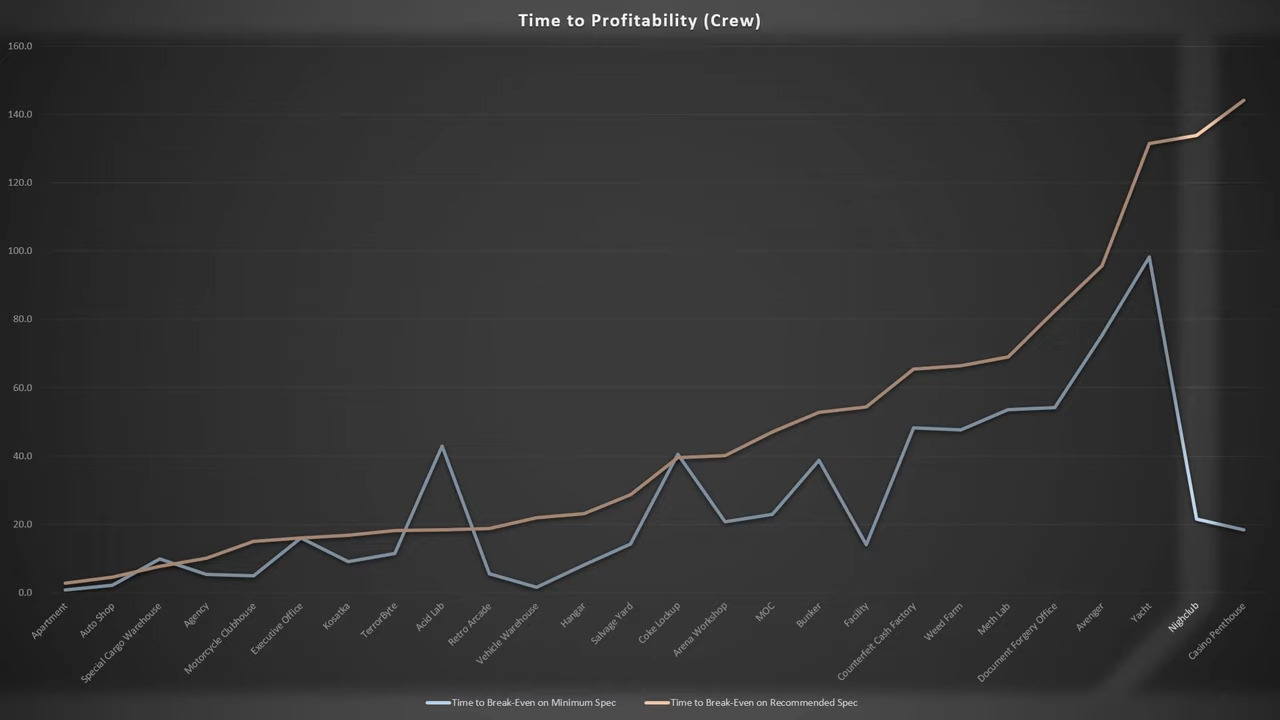 Time to Profitability (Crew)
160.0
140.0
120.0
100.0
80.0
60.0
40.0
20.0
0.0
Apartment
Auto Shop
Special Cargo Warehouse
Agency
Motorcycle Clubhouse
Executive Office
Kosatka
TerrorByte
Acid Lab
Retro Arcade
Vehicle Warehouse
Hangar
Salvage Yard
Coke Lockup
Arena Workshop
MOC
Bunker
Facility
Counterfeit Cash Factory
Weed Farm
Meth Lab
Document Forgery Office
Avenger
Yacht
Nighclub
Casino Penthouse
Time to Break-Even on Minimum Spec
Time to Break-Even on Recommended Spec